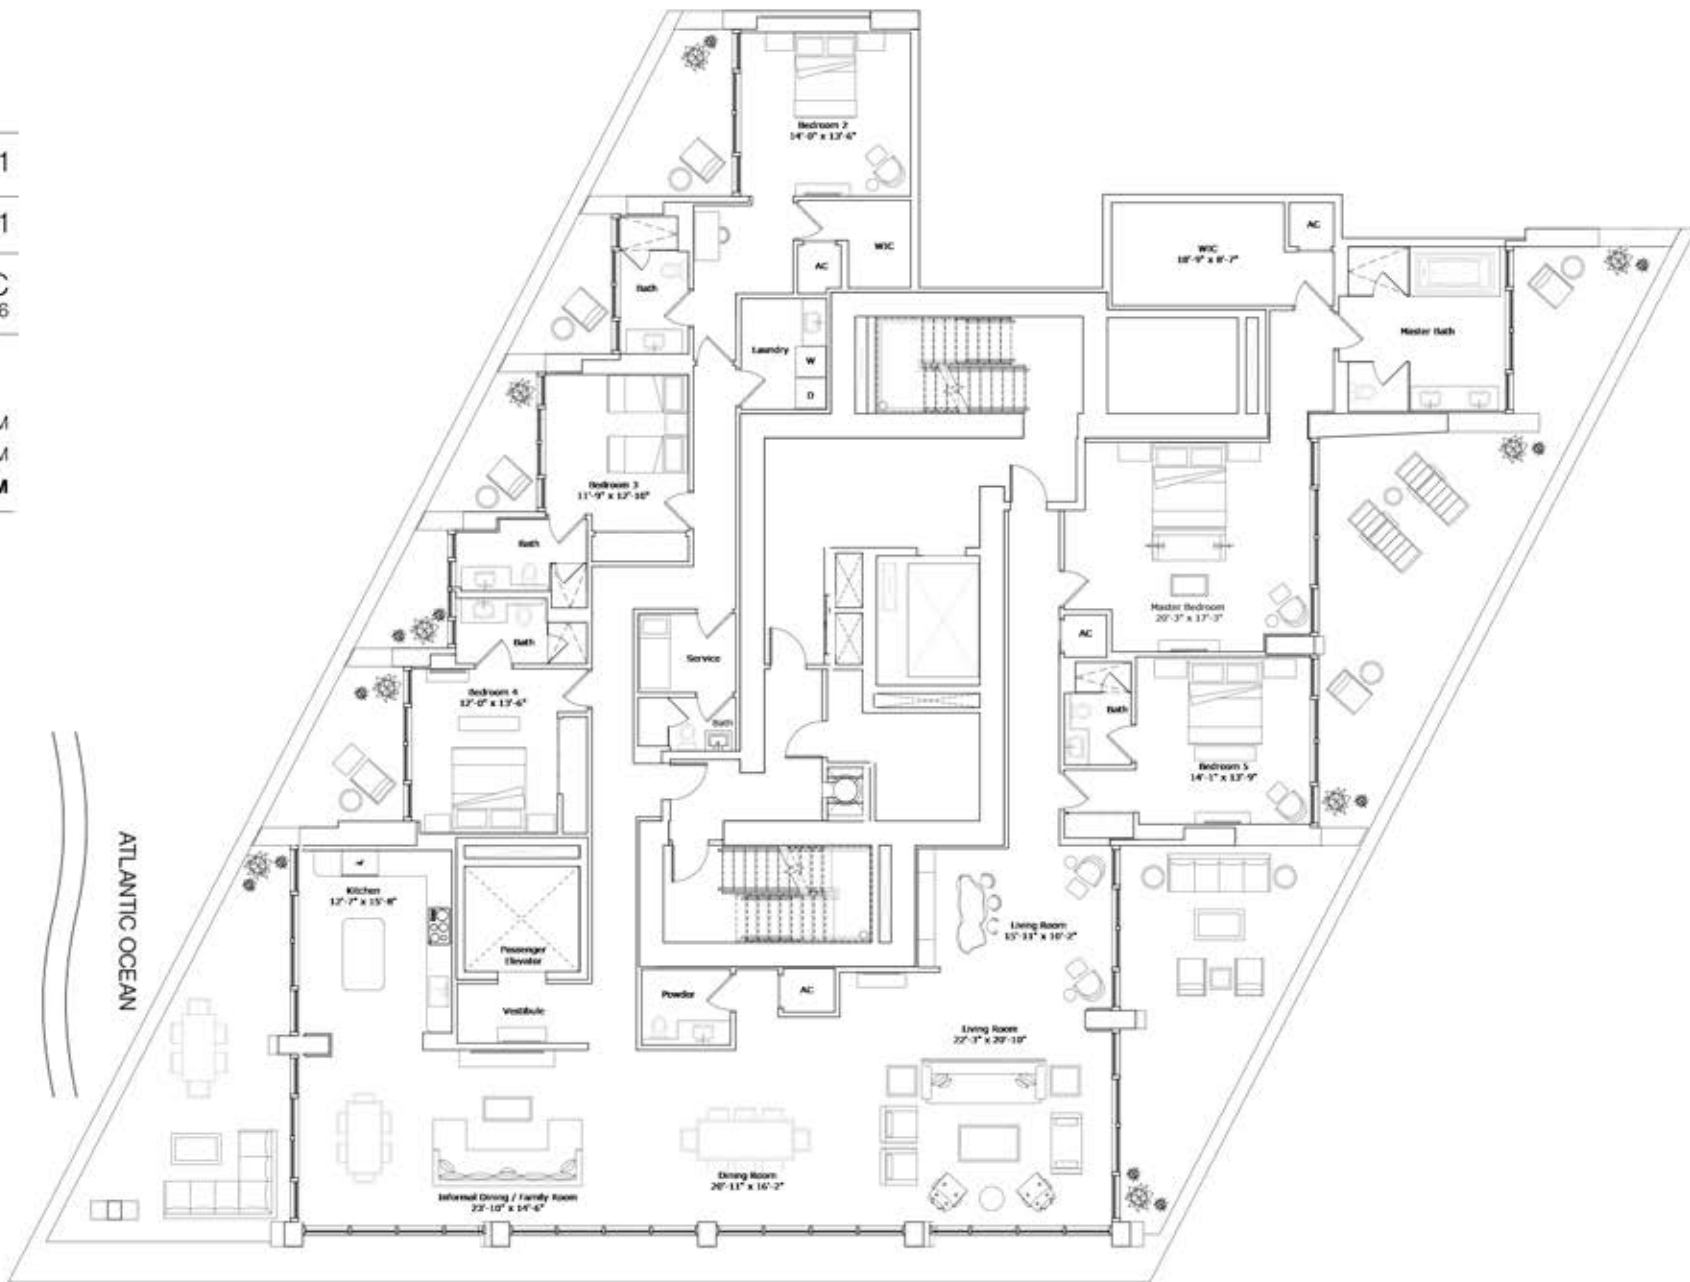 1
1
C
6
M
M
M
Bedroom 2
14'-0" x 13'-6"
WIC
AC
Bath
Laundry
W
D
WIC
10'-9" x 8'-7"
AC
Master Bath
Bedroom 3
11'-9" x 12'-10"
Bath
Bath
Service
Bath
Master Bedroom
20'-3" x 17'-3"
AC
Bath
Bedroom 4
12'-0" x 13'-6"
Bedroom 5
14'-1" x 13'-9"
ATLANTIC OCEAN
Kitchen
12'-7" x 15'-8"
Passenger
Elevator
Vestibule
Powder
AC
Living Room
15'-11" x 10'-2"
Living Room
22'-3" x 20'-10"
Dining Room
20'-11" x 16'-2"
Informal Dining / Family Room
23'-10" x 14'-6"